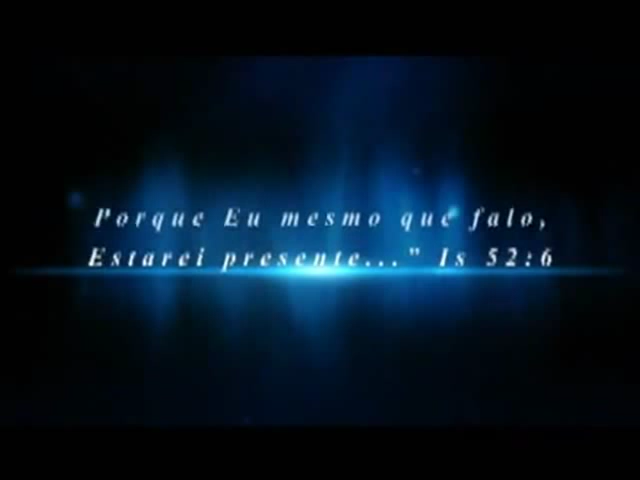 Porque Eu mesmo que falo,
Estarei presente..." Is 52:6